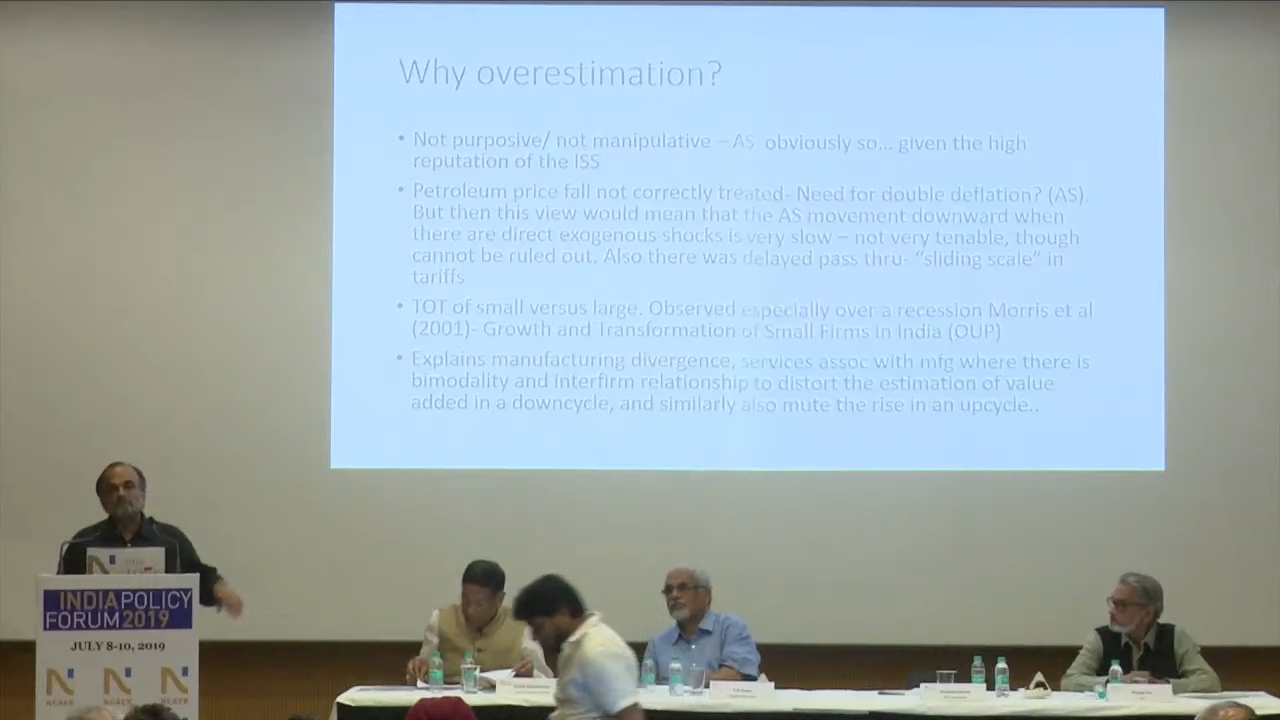 Why overestimation?
• Not purposive/ not manipulative – AS obviously so... given the high
reputation of the ISS
• Petroleum price fall not correctly treated- Need for double deflation? (AS).
But then this view would mean that the AS movement downward when
there are direct exogenous shocks is very slow – not very tenable, though
cannot be ruled out. Also there was delayed pass thru- “sliding scale” in
tariffs
• TOT of small versus large. Observed especially over a recession Morris et al
(2001)- Growth and Transformation of Small Firms in India (OUP)
• Explains manufacturing divergence, services assoc with mfg where there is
bimodality and interfirm relationship to distort the estimation of value
added in a downcycle, and similarly also mute the rise in an upcycle..
INDIA POLICY
FORUM 2019
JULY 8-10, 2019
NCAER NCAER NCAER